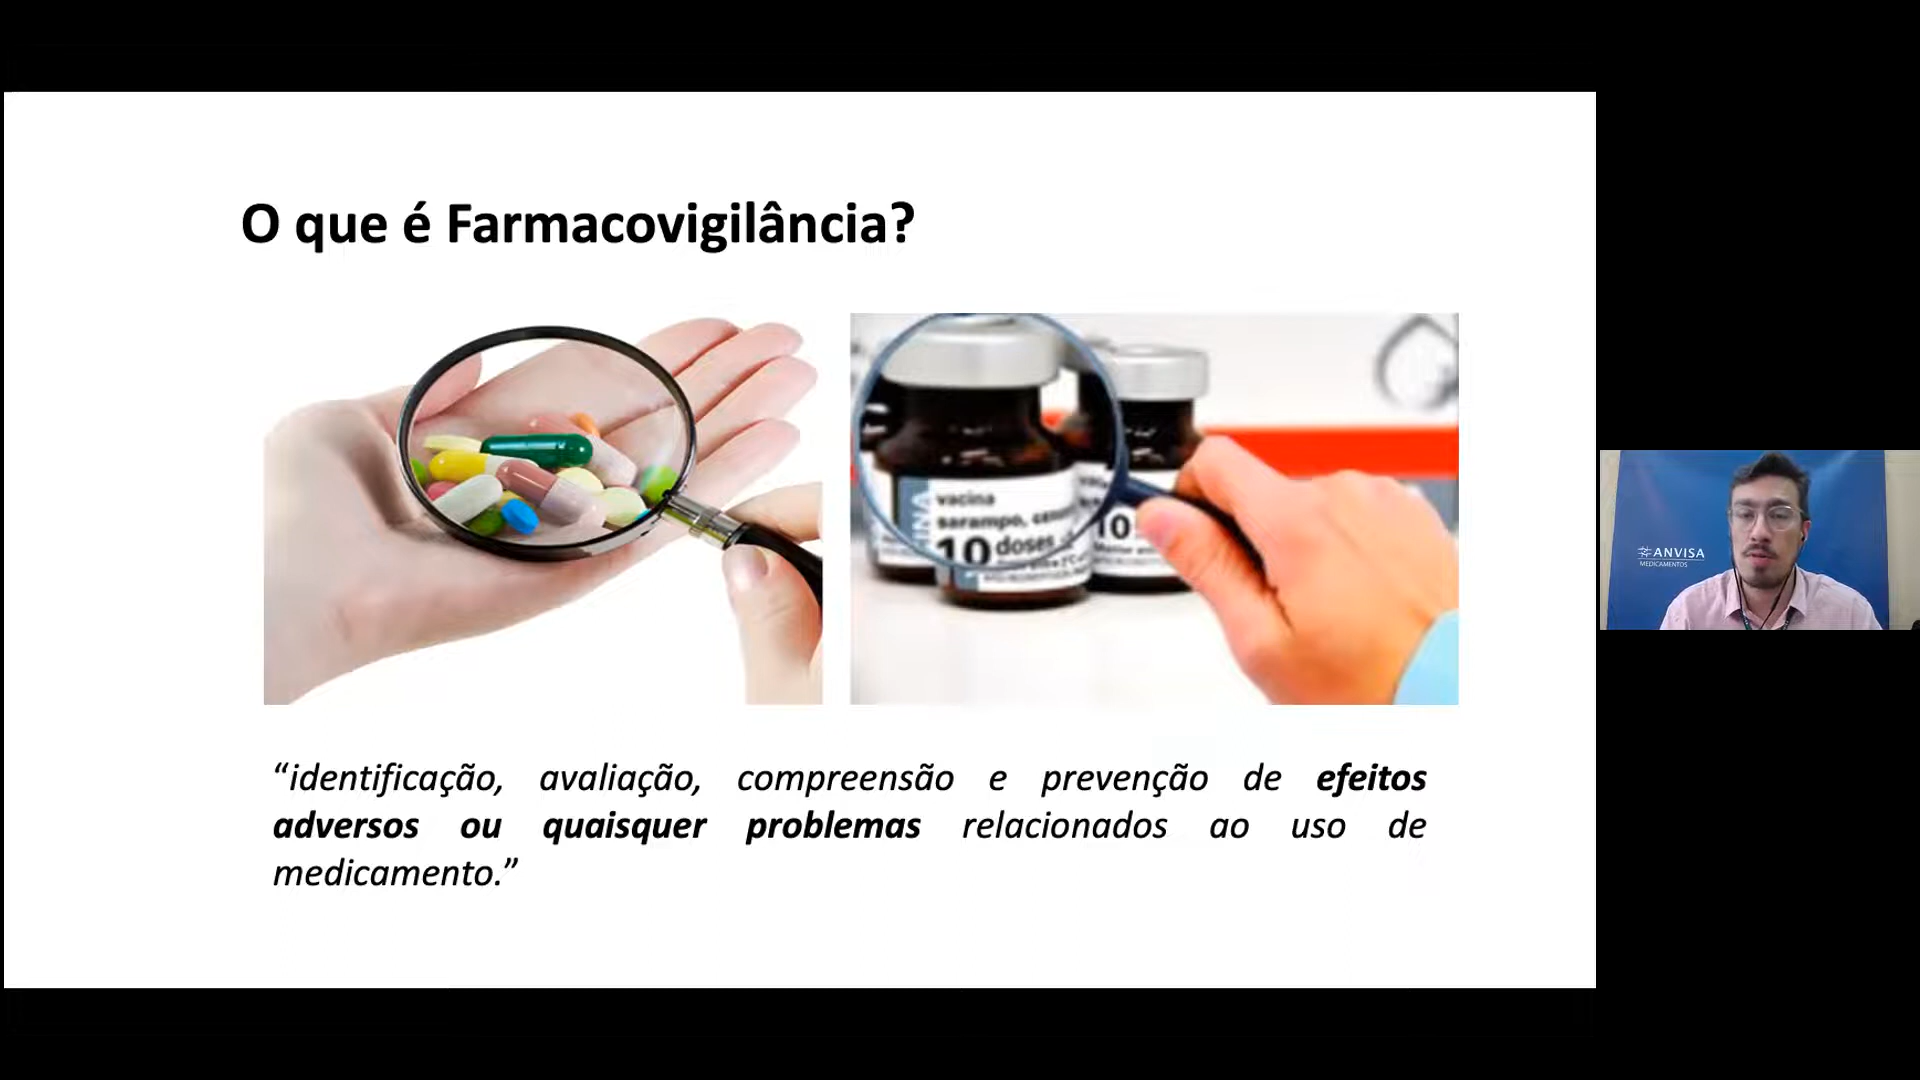 O que é Farmacovigilância?
vacina
sarampo,
10 doses
10
“identificação, avaliação, compreensão e prevenção de efeitos
adversos ou quaisquer problemas relacionados ao uso de
medicamento.”
ANVISA
MEDICAMENTOS